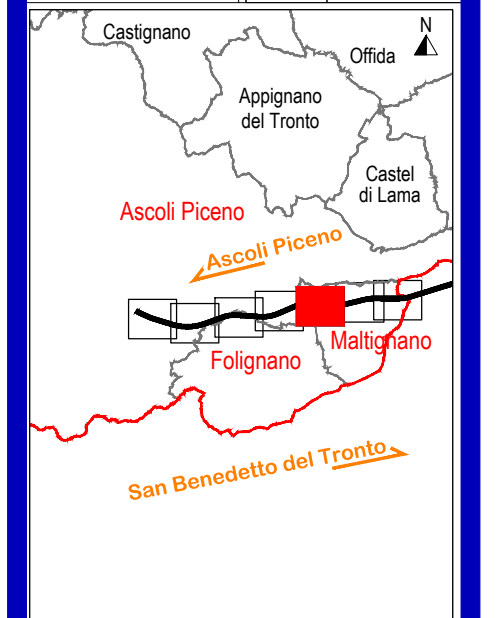 Castignano
N
Offida
Appignano
del Tronto
Castel
di Lama
Ascoli Piceno
Ascoli Piceno
Maltignano
Folignano
San Benedetto del Tronto